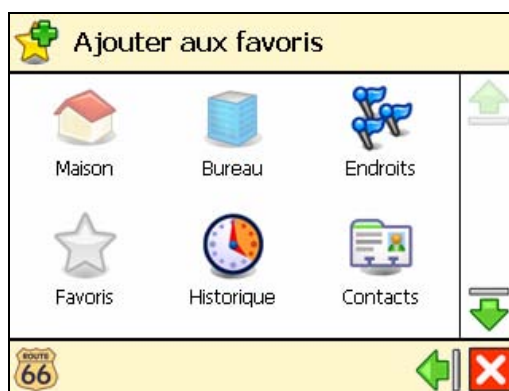 Ajouter aux favoris
Maison
Bureau
Endroits
Favoris
Historique
Contacts
ROUTE
66